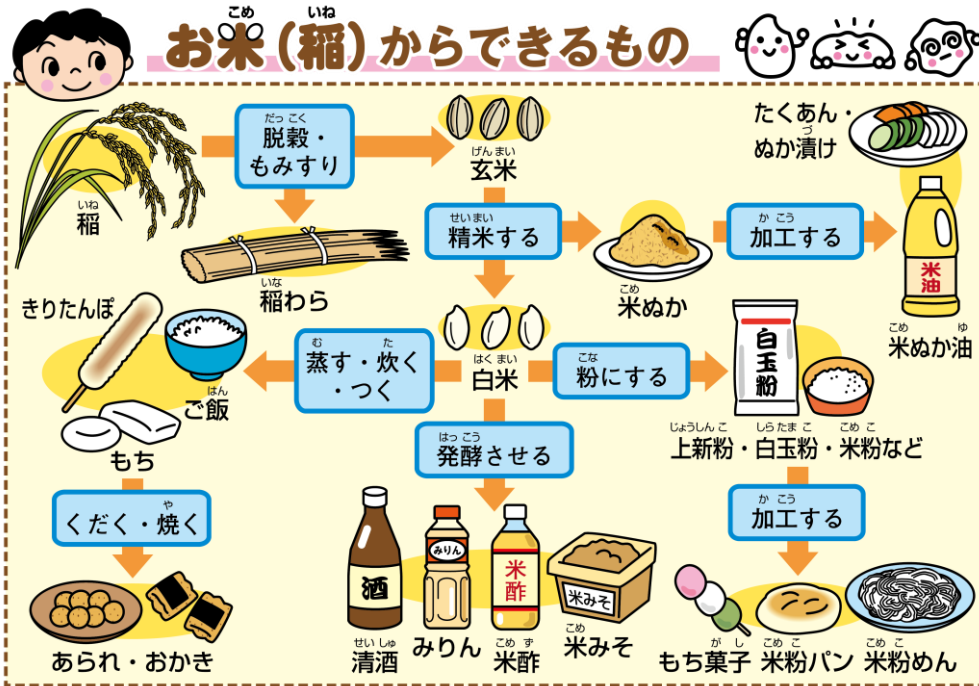 こめ いね
お米(稲)からできるもの
いね
稲
だっこく
脱穀・
もみすり
げんまい
玄米
たくあん・
づ
ぬか漬け
いな
稲わら
せいまい
精米する
こめ
米ぬか
か こう
加工する
米油
こめ ゆ
米ぬか油
はくまい
白米
む た
蒸す・炊く
・つく
きりたんぽ
はん
ご飯
もち
や
くだく・焼く
あられ・おかき
はっこう
発酵させる
酒
みりん
米酢
米みそ
せいしゅ
清酒
みりん
こめ ず
米酢
こめ
米みそ
こな
粉にする
白玉粉
じょうしんこ しらたまこ こめこ
上新粉・白玉粉・米粉など
か こう
加工する
がし
もち菓子
こめこ
米粉パン
こめこ
米粉めん